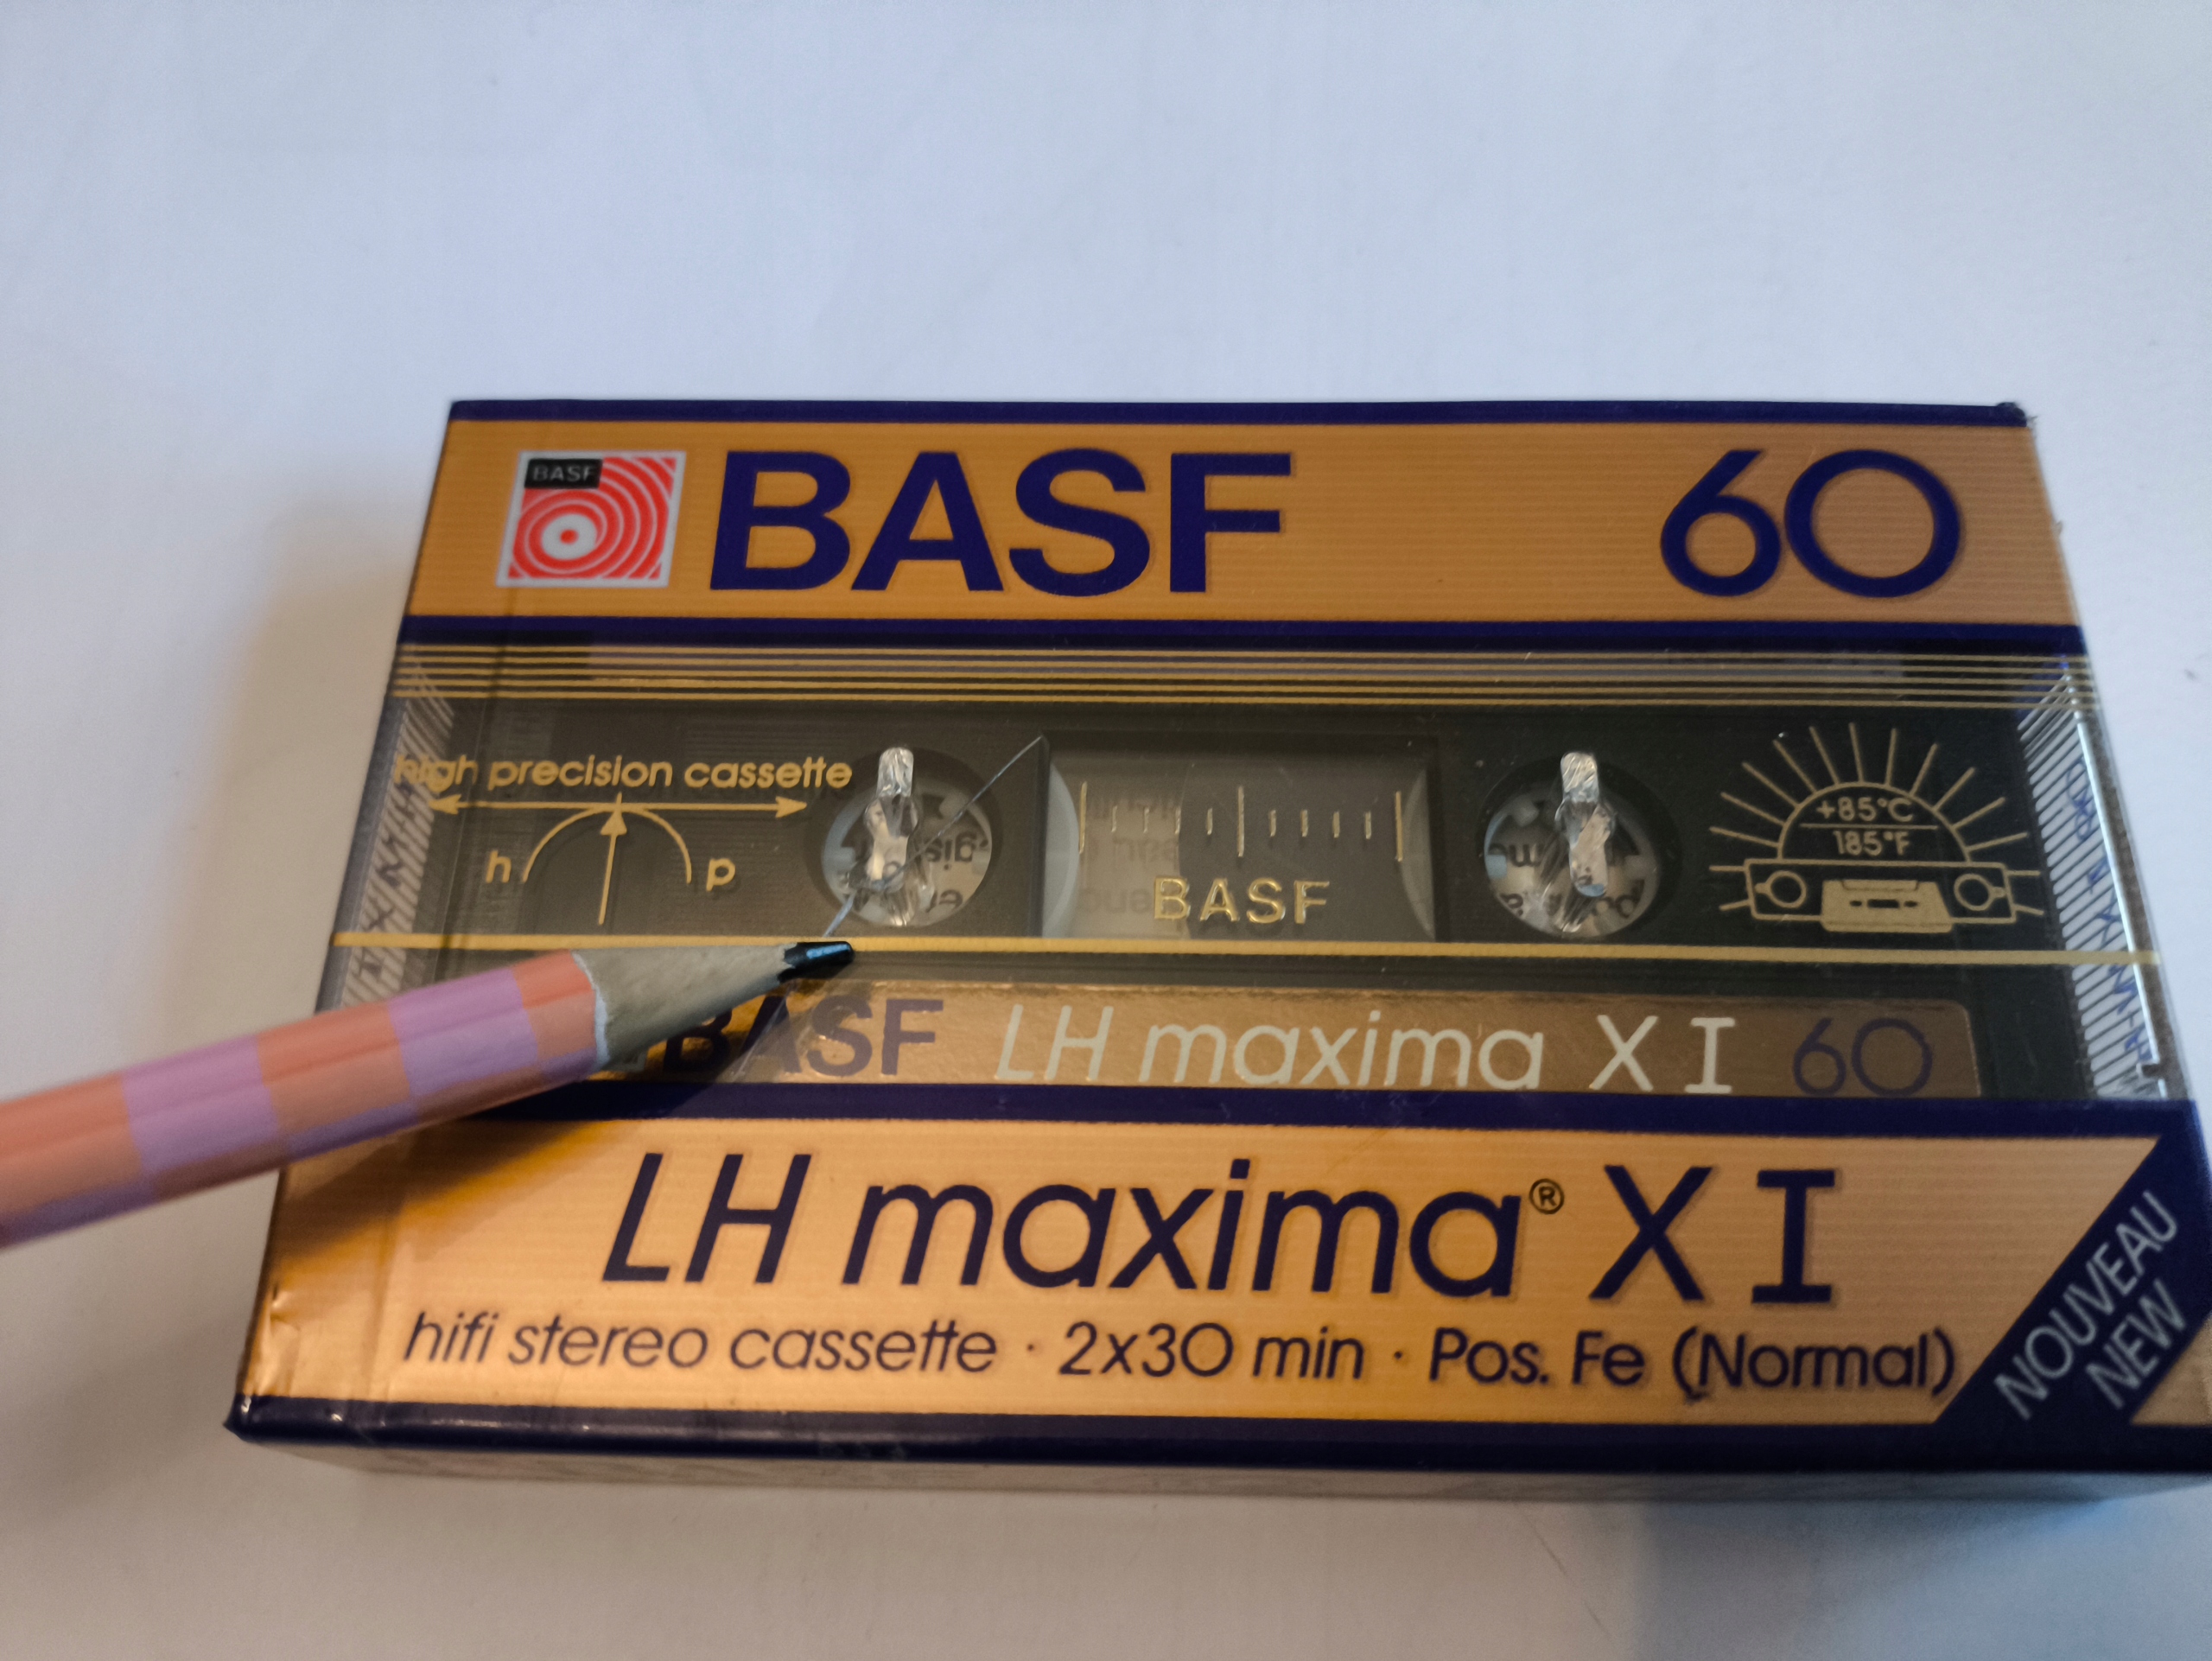 BASF
BASF 60
high precision cassette
h p
+85°C
185°F
BASF
BASF LH maxima X I 60
LH maxima® X I
hifi stereo cassette · 2x30 min · Pos. Fe (Normal)
NOUVEAU
NEW